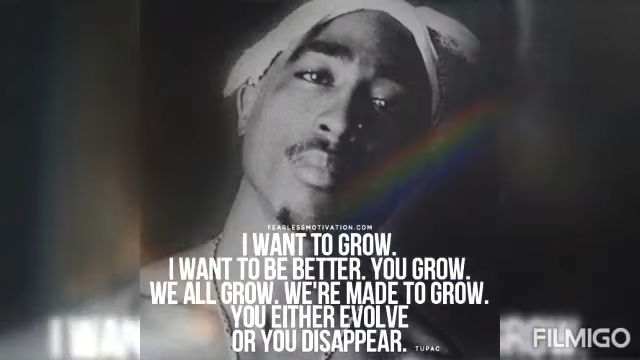 FEARLESSMOTIVATION.COM
I WANT TO GROW.
I WANT TO BE BETTER. YOU GROW.
WE ALL GROW. WE'RE MADE TO GROW.
YOU EITHER EVOLVE
OR YOU DISAPPEAR. TUPAC
I WAN
FILMIGO